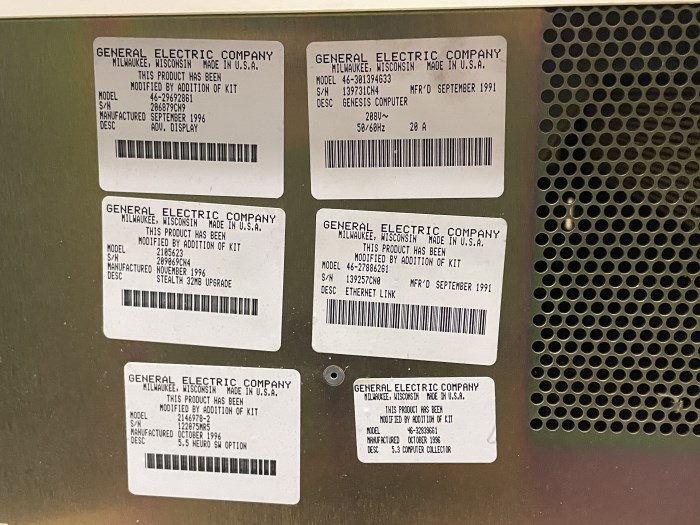 GENERAL ELECTRIC COMPANY
MILWAUKEE, WISCONSIN MADE IN U.S.A.
THIS PRODUCT HAS BEEN
MODIFIED BY ADDITION OF KIT
MODEL 46-296928G1
S/N 206879CN9
MANUFACTURED SEPTEMBER 1996
DESC ADV. DISPLAY
GENERAL ELECTRIC COMPANY
MILWAUKEE, WISCONSIN MADE IN U.S.A.
MODEL 46-301394G33
S/N 139731CN4 MFR'D SEPTEMBER 1991
DESC GENESIS COMPUTER
208V~
50/60Hz 20 A
GENERAL ELECTRIC COMPANY
MILWAUKEE, WISCONSIN MADE IN U.S.A.
THIS PRODUCT HAS BEEN
MODIFIED BY ADDITION OF KIT
MODEL 2105623
S/N 209069CN4
MANUFACTURED NOVEMBER 1996
DESC STEALTH 32MB UPGRADE
GENERAL ELECTRIC COMPANY
MILWAUKEE, WISCONSIN MADE IN U.S.A.
THIS PRODUCT HAS BEEN
MODIFIED BY ADDITION OF KIT
MODEL 46-278862G1
S/N 139257CN0 MFR'D SEPTEMBER 1991
DESC ETHERNET LINK
GENERAL ELECTRIC COMPANY
MILWAUKEE, WISCONSIN MADE IN U.S.A.
THIS PRODUCT HAS BEEN
MODIFIED BY ADDITION OF KIT
MODEL 2146978-2
S/N 122075MR5
MANUFACTURED OCTOBER 1996
DESC 5.5 NEURO SW OPTION
GENERAL ELECTRIC COMPANY
MILWAUKEE, WISCONSIN MADE IN U.S.A.
THIS PRODUCT HAS BEEN
MODIFIED BY ADDITION OF KIT
MODEL
MANUFACTURED OCTOBER 1996
DESC 5.3 COMPUTER COLLECTOR